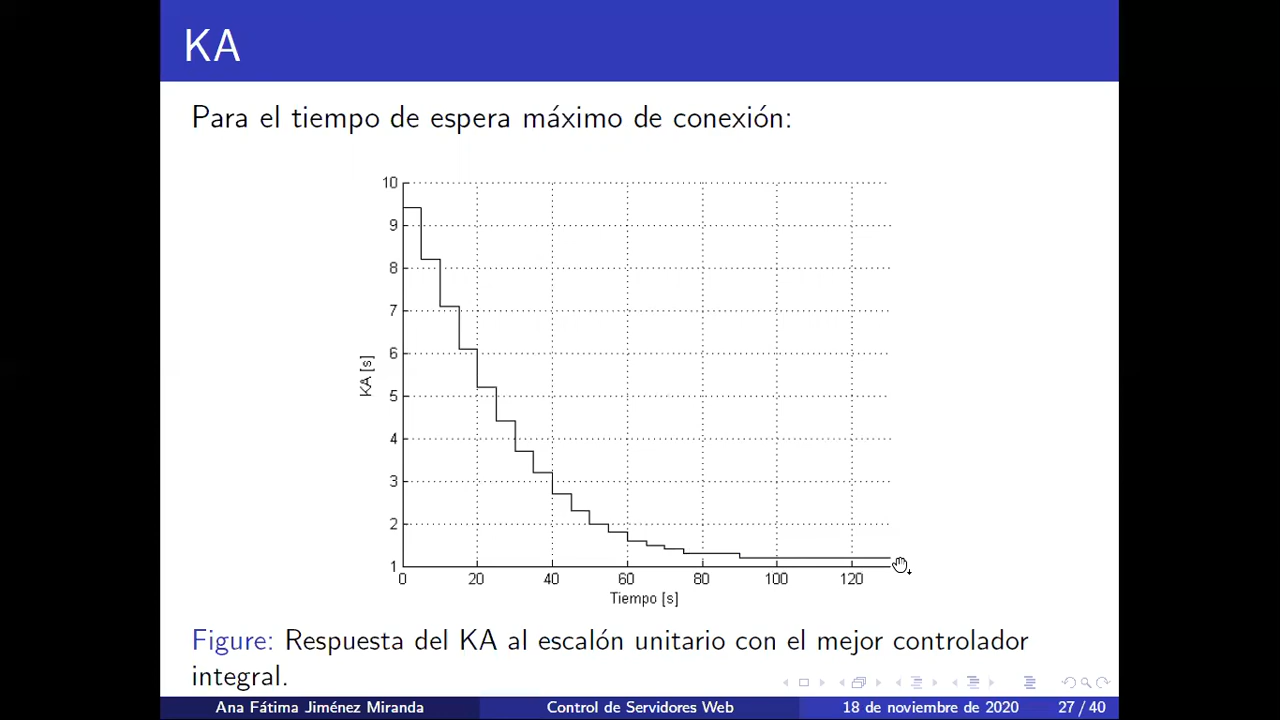 KA
Para el tiempo de espera máximo de conexión:
10
9
8
7
6
5
4
3
2
1
KA [s]
0 20 40 60 80 100 120
Tiempo [s]
Figure: Respuesta del KA al escalón unitario con el mejor controlador
integral.
Ana Fátima Jiménez Miranda Control de Servidores Web 18 de noviembre de 2020 27 / 40